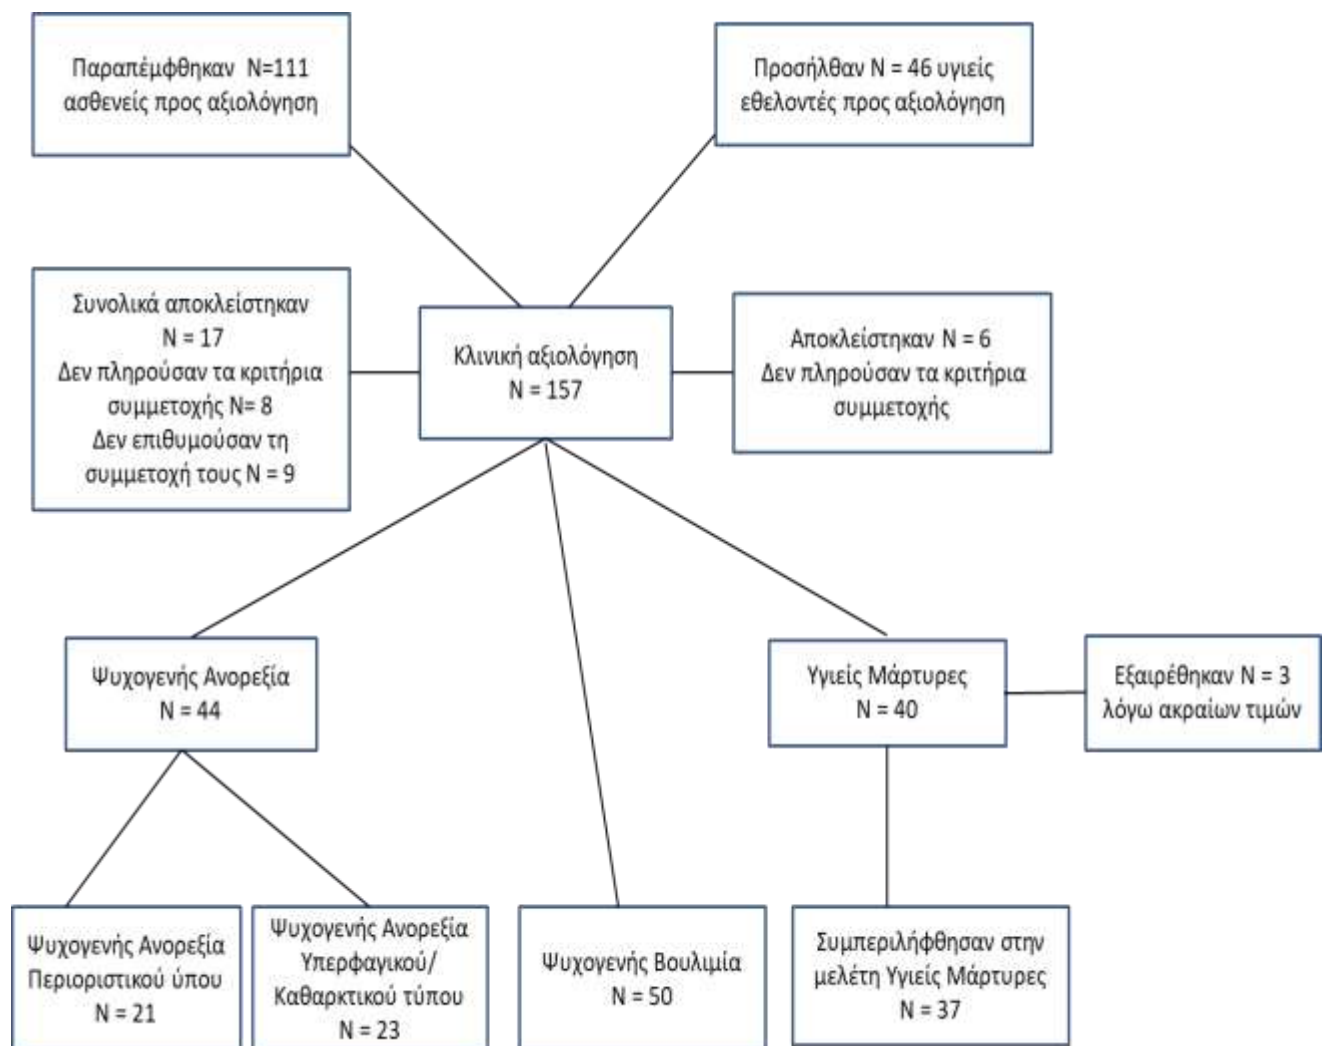 Παραπέμφθηκαν N=111
ασθενείς προς αξιολόγηση
Προσήλθαν N = 46 υγιείς
εθελοντές προς αξιολόγηση
Συνολικά αποκλείστηκαν
N = 17
Δεν πληρούσαν τα κριτήρια
συμμετοχής N= 8
Δεν επιθυμούσαν τη
συμμετοχή τους N = 9
Κλινική αξιολόγηση
N = 157
Αποκλείστηκαν N = 6
Δεν πληρούσαν τα κριτήρια
συμμετοχής
Ψυχογενής Ανορεξία
N = 44
Υγιείς Μάρτυρες
N = 40
Εξαιρέθηκαν N = 3
λόγω ακραίων τιμών
Ψυχογενής Ανορεξία
Περιοριστικού ύπου
N = 21
Ψυχογενής Ανορεξία
Υπερφαγικού/
Καθαρκτικού τύπου
N = 23
Ψυχογενής Βουλιμία
N = 50
Συμπεριλήφθησαν στην
μελέτη Υγιείς Μάρτυρες
N = 37